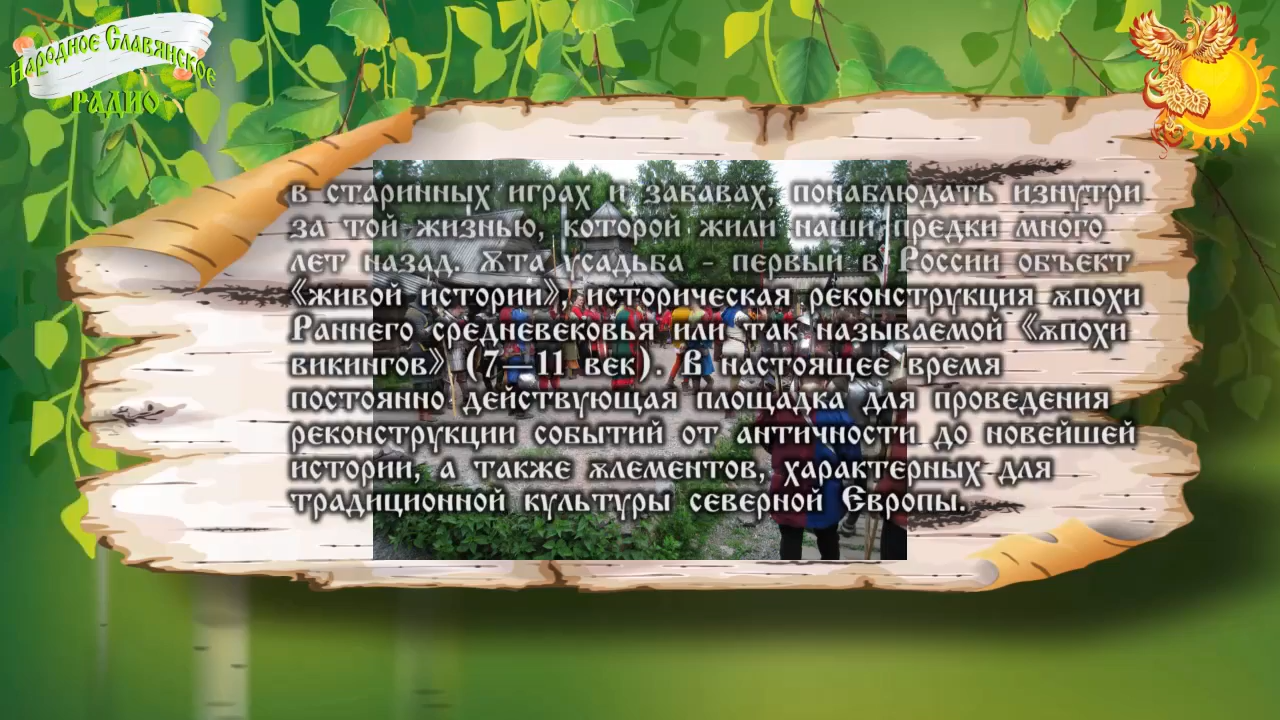 Народное Славянское
РАДИО
в старинных играх и забавах, понаблюдать изнутри
за той жизнью, которой жили наши предки много
лет назад. Эта усадьба - первый в России объект
«живой истории», историческая реконструкция эпохи
Раннего средневековья или так называемой «эпохи
викингов» (7—11 век). В настоящее время
постоянно действующая площадка для проведения
реконструкции событий от античности до новейшей
истории, а также элементов, характерных для
традиционной культуры северной Европы.